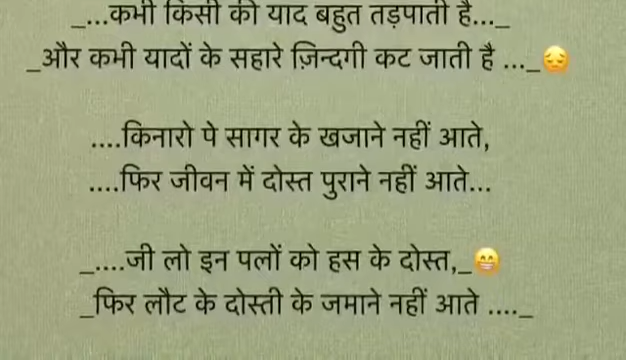 _...कभी किसी की याद बहुत तड़पाती है..._
_और कभी यादों के सहारे ज़िन्दगी कट जाती है ..._😔
....किनारो पे सागर के खजाने नहीं आते,
....फिर जीवन में दोस्त पुराने नहीं आते...
_....जी लो इन पलों को हस के दोस्त,_😁
_फिर लौट के दोस्ती के जमाने नहीं आते ...._